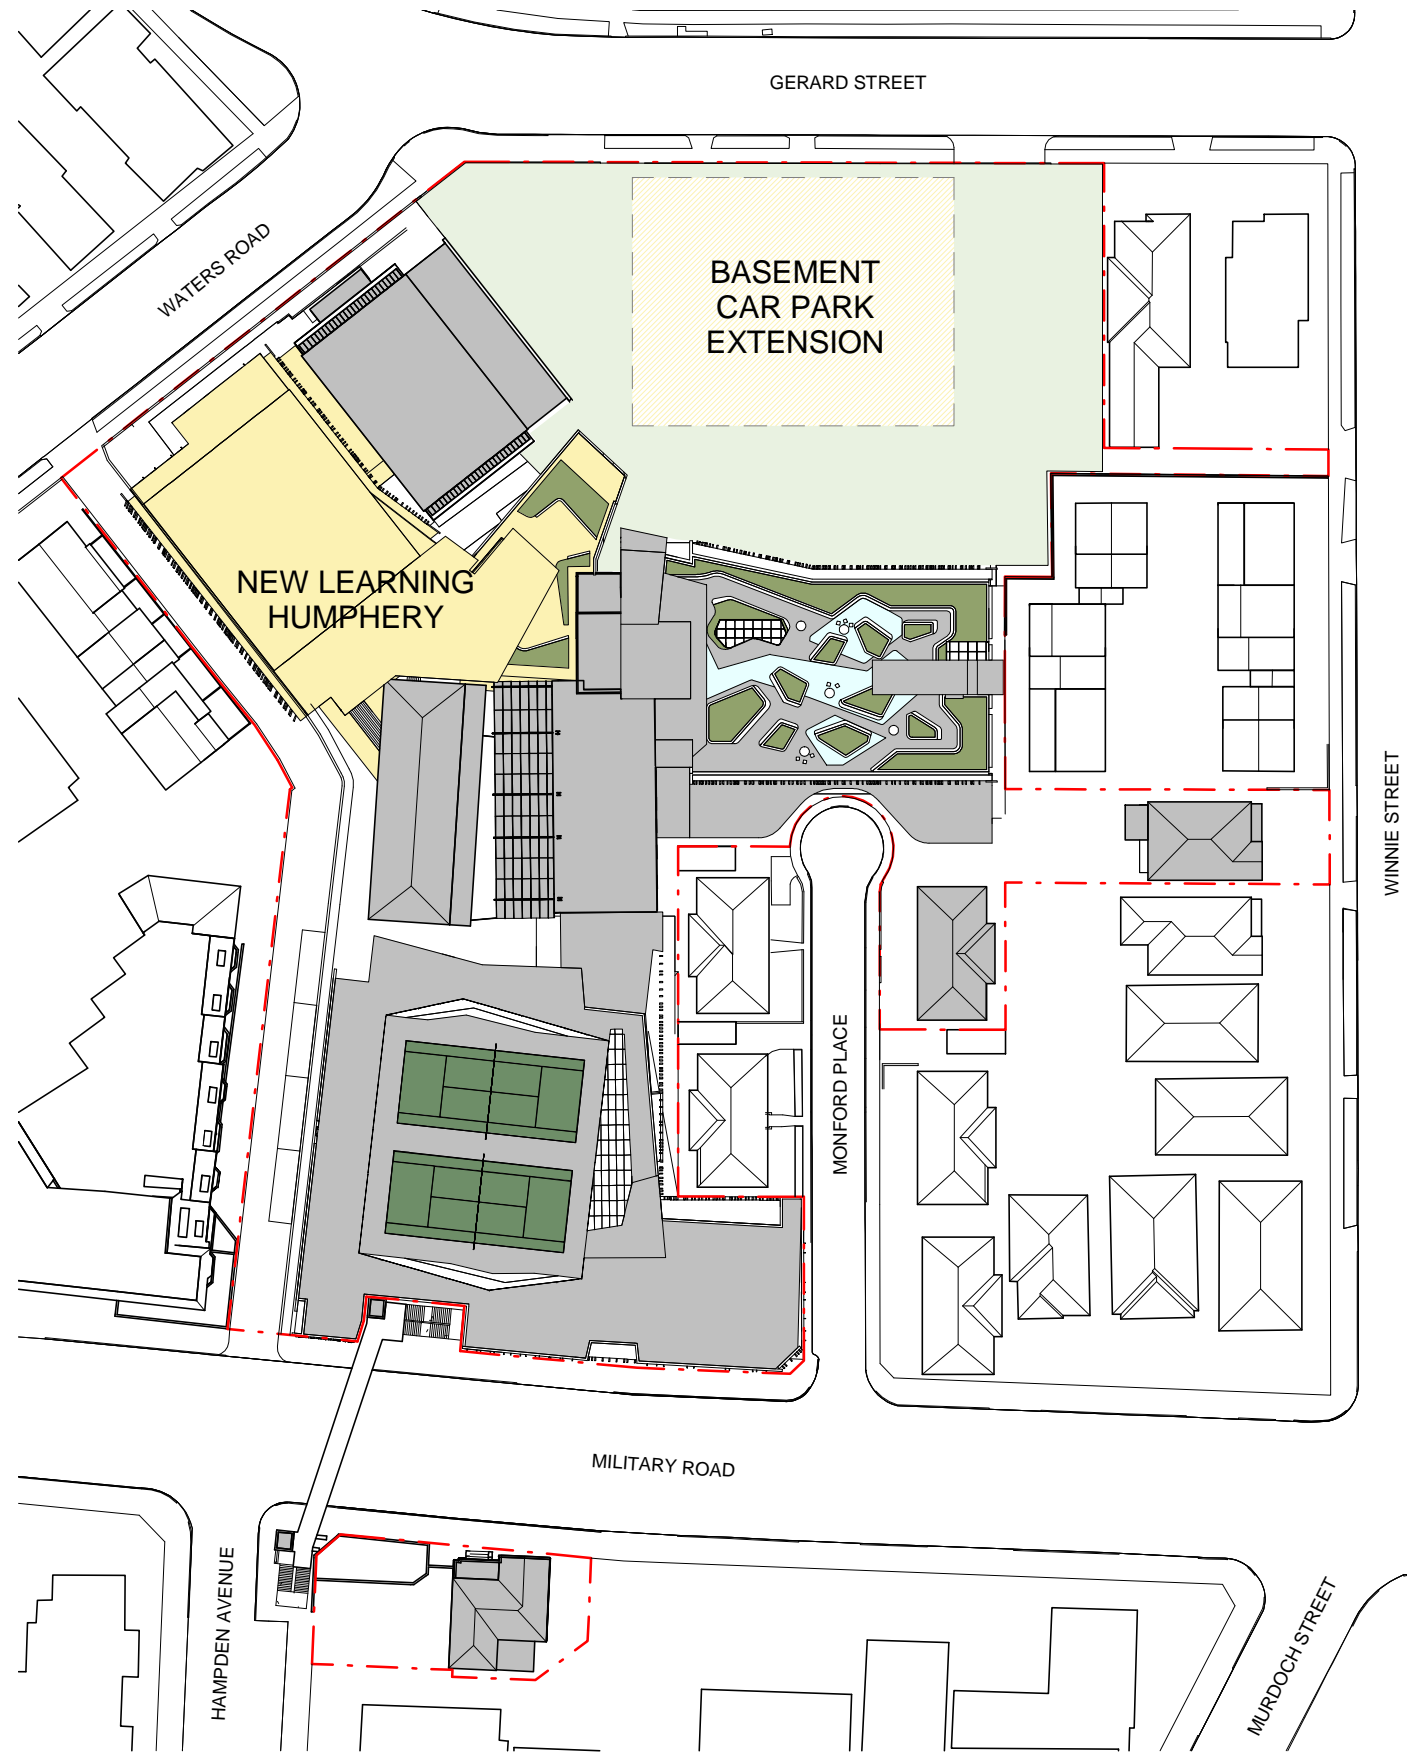 GERARD STREET
WATERS ROAD
BASEMENT
CAR PARK
EXTENSION
NEW LEARNING
HUMPHERY
WINNIE STREET
MONFORD PLACE
MILITARY ROAD
HAMPDEN AVENUE
MURDOCH STREET